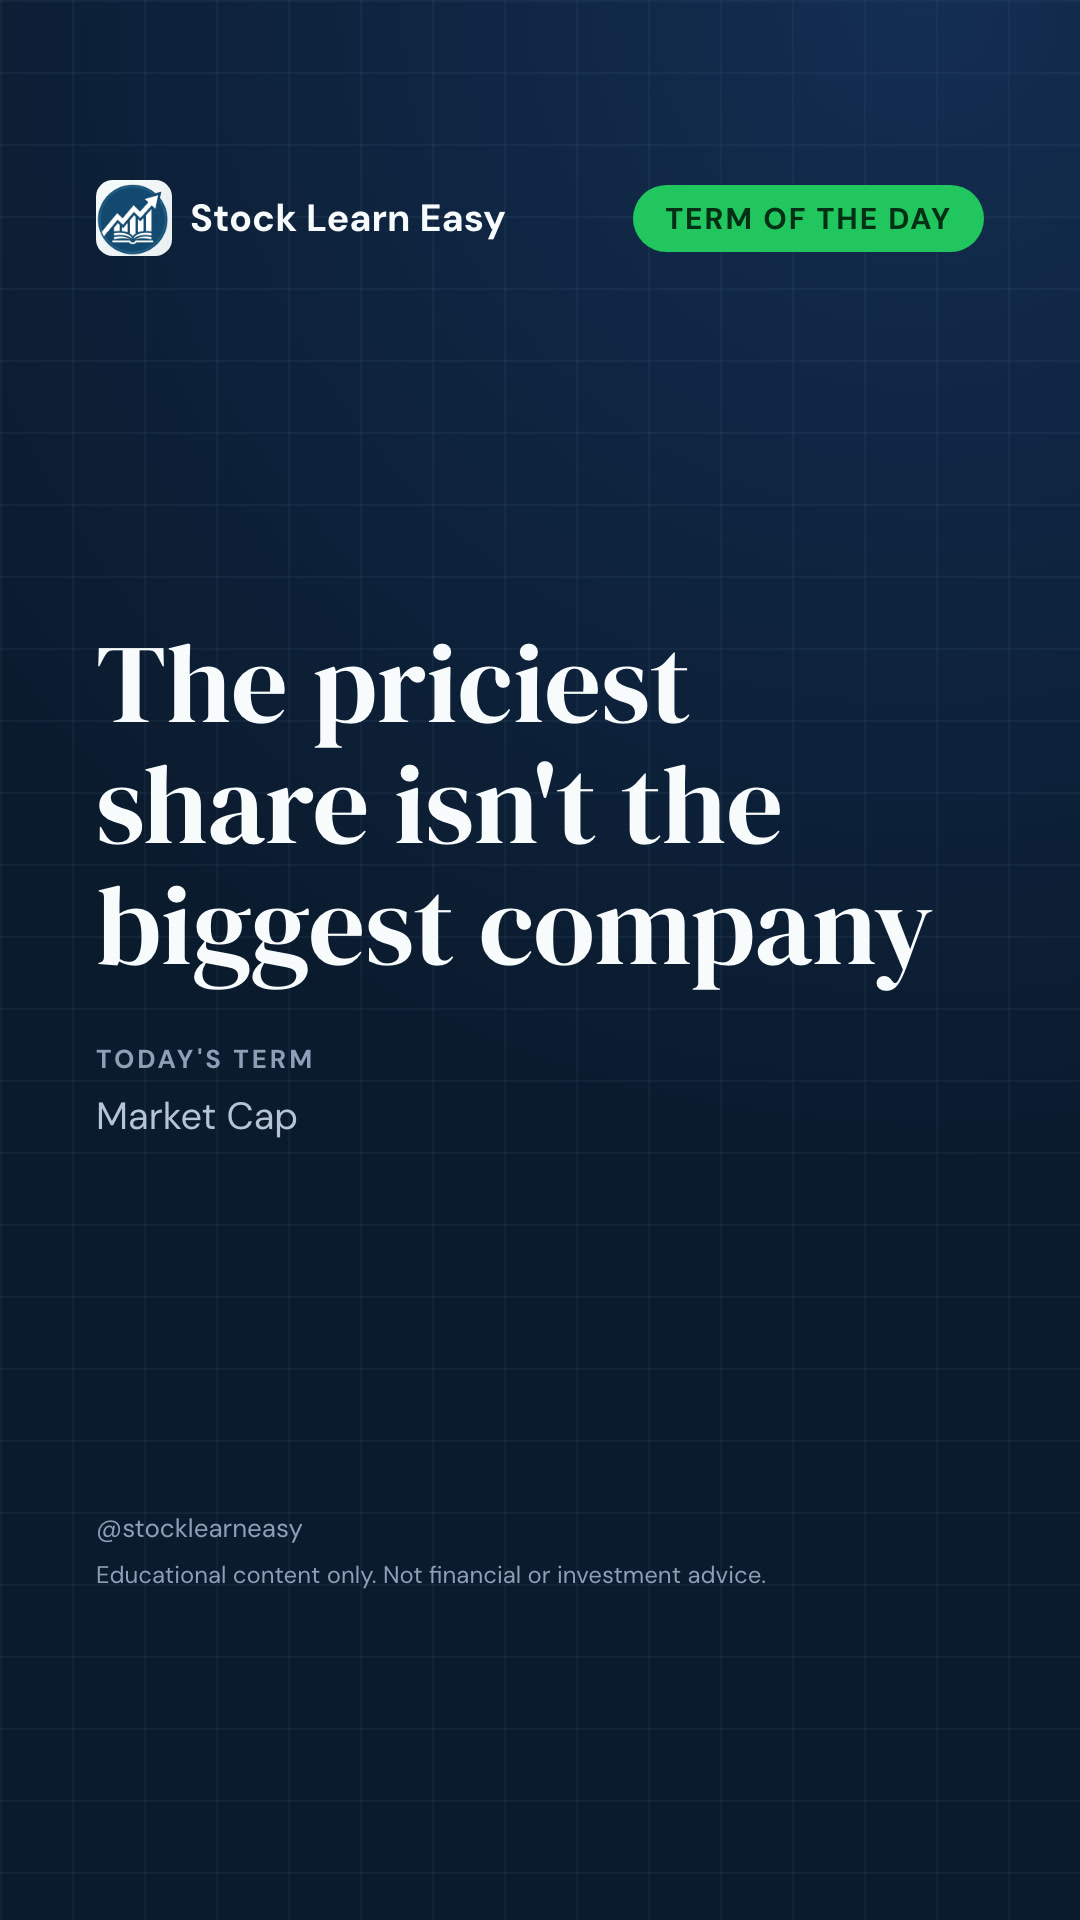 Stock Learn Easy
TERM OF THE DAY
The priciest
share isn't the
biggest company
TODAY'S TERM
Market Cap
@stocklearneasy
Educational content only. Not financial or investment advice.